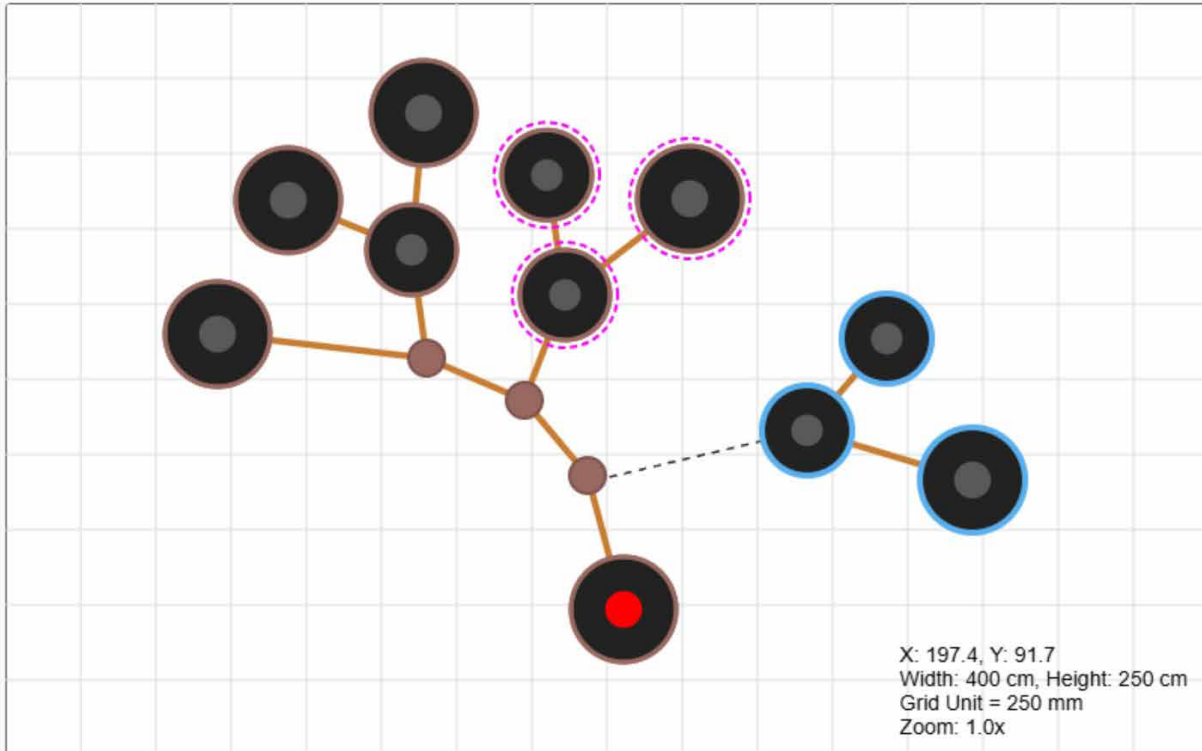 X: 197.4, Y: 91.7
Width: 400 cm, Height: 250 cm
Grid Unit = 250 mm
Zoom: 1.0x